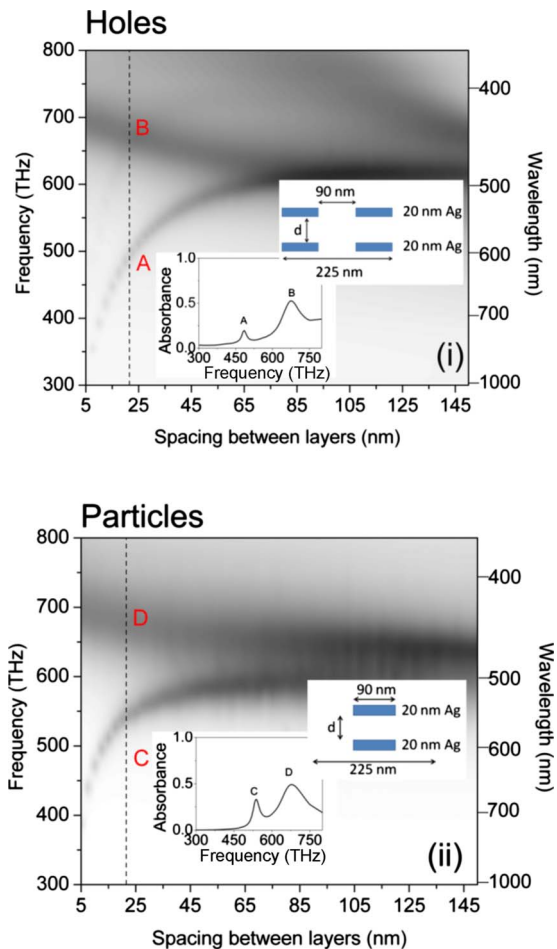 Holes
800
700
600
500
400
300
Frequency (THz)
B
A
400
500
600
700
1000
Wavelength (nm)
90 nm
20 nm Ag
d
20 nm Ag
225 nm
1.0
0.5
0.0
Absorbance
A
B
300 450 600 750
Frequency (THz)
(i)
5 25 45 65 85 105 125 145
Spacing between layers (nm)
Particles
800
700
600
500
400
300
Frequency (THz)
D
C
400
500
600
700
1000
Wavelength (nm)
90 nm
20 nm Ag
d
20 nm Ag
225 nm
1.0
0.5
0.0
Absorbance
C
D
300 450 600 750
Frequency (THz)
(ii)
5 25 45 65 85 105 125 145
Spacing between layers (nm)